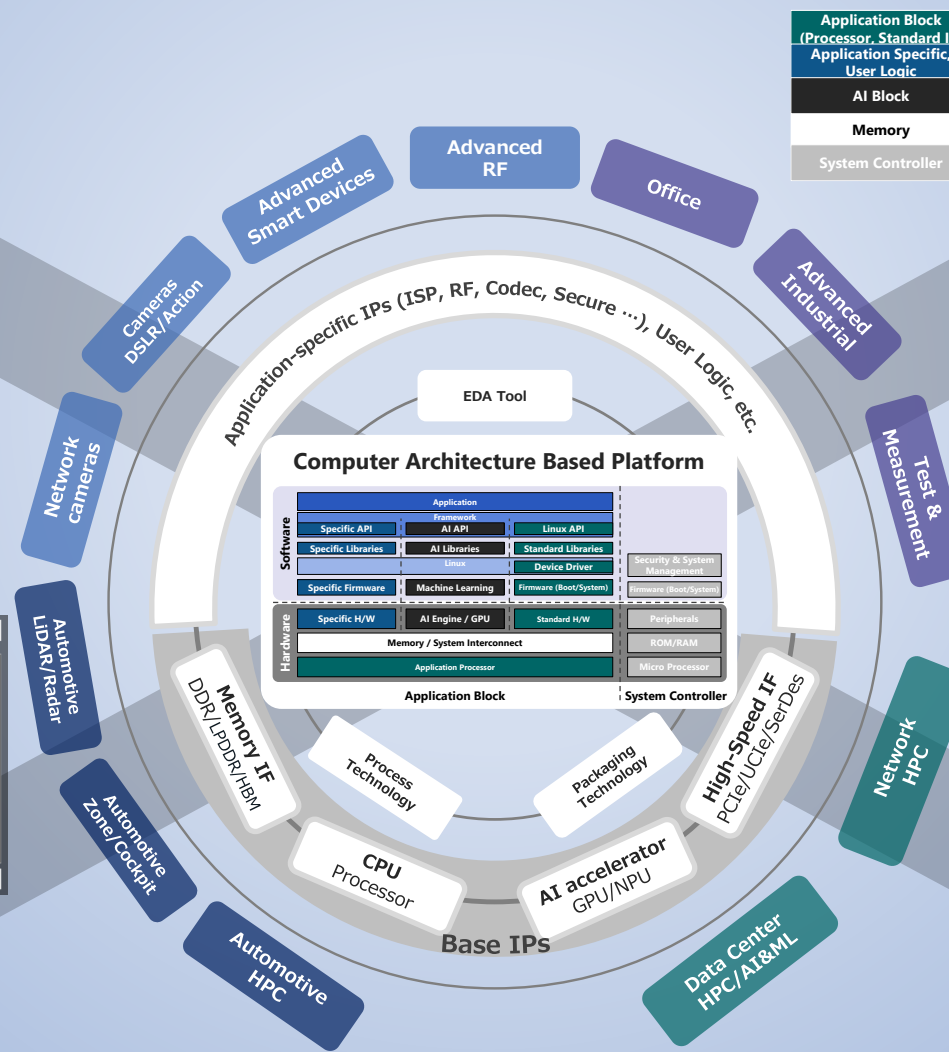 Application Block
(Processor, Standard I
Application Specific,
User Logic
AI Block
Memory
System Controller
Advanced
RF
Advanced
Smart Devices
Office
Cameras
DSLR/Action
Advanced
Industrial
Network
cameras
Test &
Measurement
Automotive
LiDAR/Radar
Network
HPC
Automotive
Zone/Cockpit
Automotive
HPC
Data Center
HPC/AI&ML
Application-specific IPs (ISP, RF, Codec, Secure ···), User Logic, etc.
EDA Tool
Computer Architecture Based Platform
Software
Application
Framework
Specific API
AI API
Linux API
Specific Libraries
AI Libraries
Standard Libraries
Linux
Device Driver
Security & System
Management
Specific Firmware
Machine Learning
Firmware (Boot/System)
Firmware (Boot/System)
Hardware
Specific H/W
AI Engine / GPU
Standard H/W
Peripherals
Memory / System Interconnect
ROM/RAM
Application Processor
Micro Processor
Application Block
System Controller
Process
Technology
Packaging
Technology
Memory IF
DDR/LPDDR/HBM
CPU
Processor
AI accelerator
GPU/NPU
High-Speed IF
PCIe/UCIe/SerDes
Base IPs